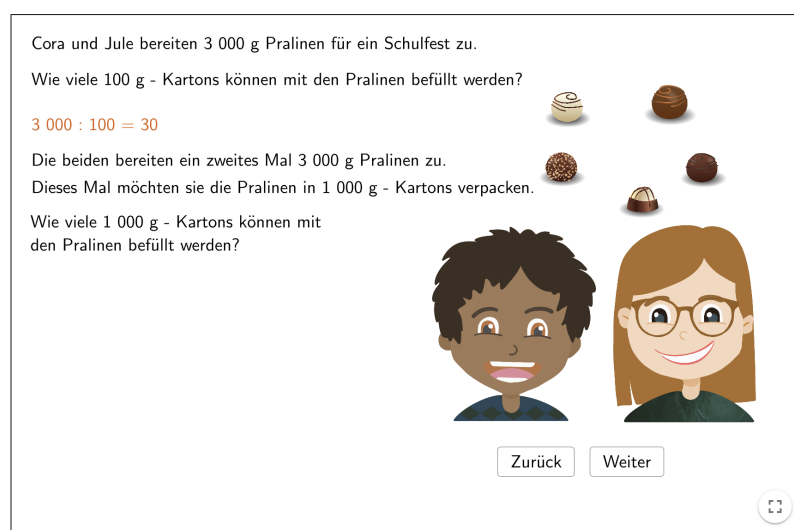 Cora und Jule bereiten 3 000 g Pralinen für ein Schulfest zu.
Wie viele 100 g - Kartons können mit den Pralinen befüllt werden?
3 000 : 100 = 30
Die beiden bereiten ein zweites Mal 3 000 g Pralinen zu.
Dieses Mal möchten sie die Pralinen in 1 000 g - Kartons verpacken.
Wie viele 1 000 g - Kartons können mit
den Pralinen befüllt werden?
Zurück
Weiter